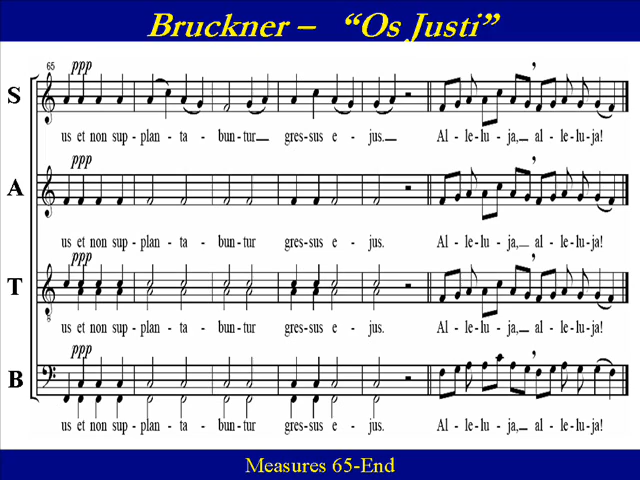 Bruckner – “Os Justi”
65
ppp
S
us et non sup-plan - ta - bun-tur gres-sus e - jus. Al-le-lu-ja, al-le-lu-ja!
ppp
A
us et non sup-plan - ta - bun-tur gres-sus e - jus. Al-le-lu-ja, al-le-lu-ja!
ppp
T
8
us et non sup-plan - ta - bun-tur gres-sus e - jus. Al-le-lu-ja, al-le-lu-ja!
ppp
B
us et non sup-plan - ta - bun-tur gres-sus e - jus. Al-le-lu-ja, al-le-lu-ja!
Measures 65-End